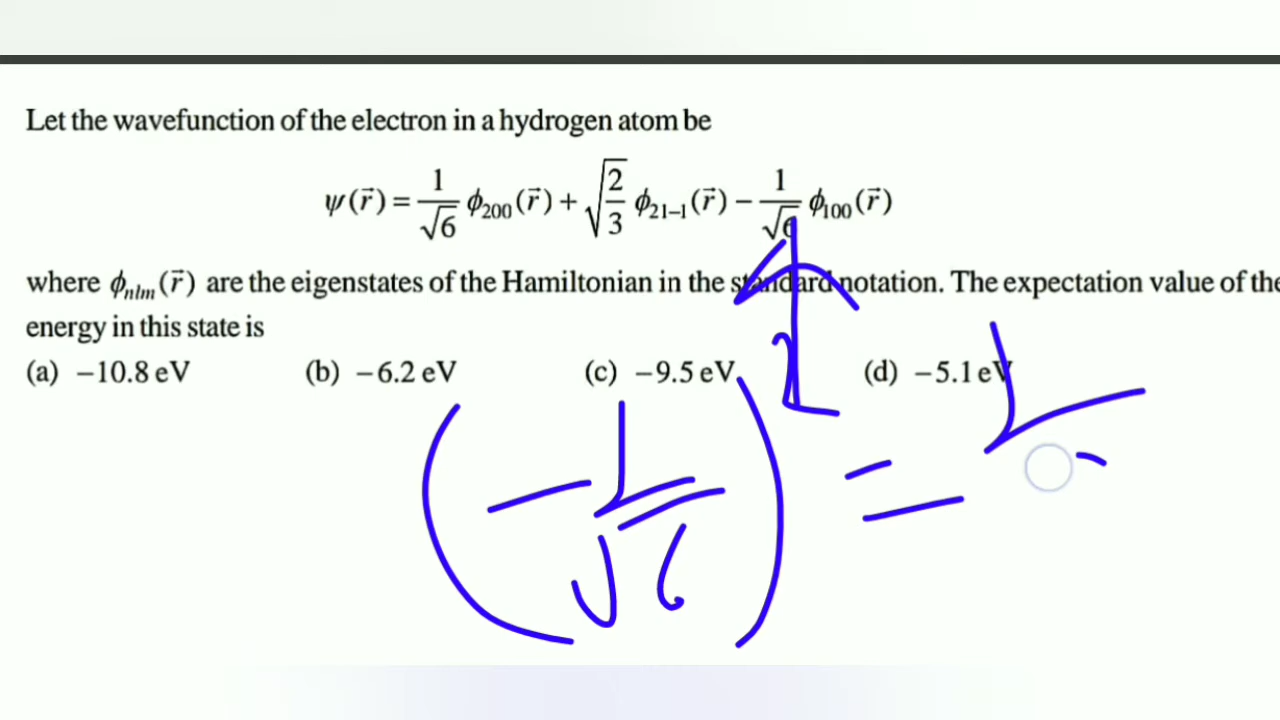 Let the wavefunction of the electron in a hydrogen atom be
ψ(r⃗) = 1/√6 ϕ₂₀₀(r⃗) + √(2/3) ϕ₂₁₋₁(r⃗) − 1/√6 ϕ₁₀₀(r⃗)
where ϕₙₗₘ(r⃗) are the eigenstates of the Hamiltonian in the standard notation. The expectation value of the
energy in this state is
(a) −10.8 eV (b) −6.2 eV (c) −9.5 eV (d) −5.1 eV
(−1/√6)² = 1